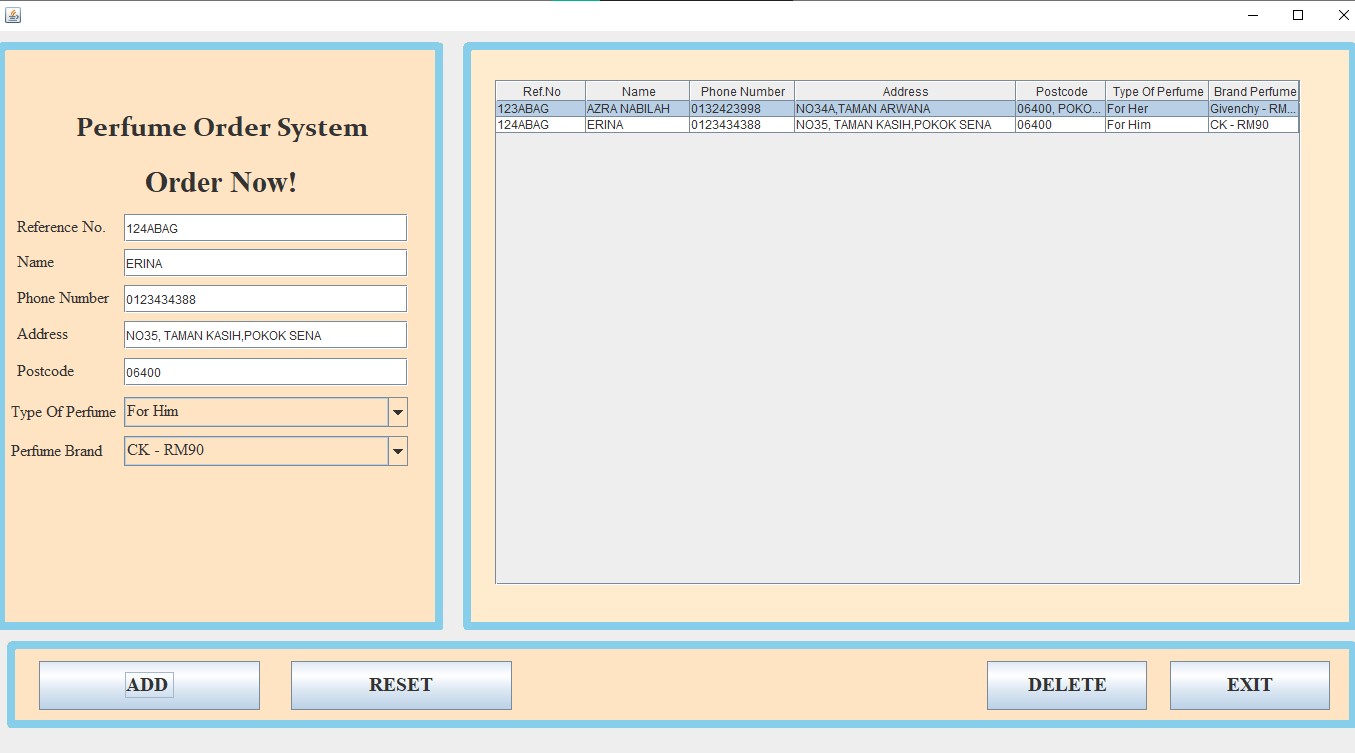 Perfume Order System
Order Now!
Reference No. 124ABAG
Name ERINA
Phone Number 0123434388
Address NO35, TAMAN KASIH,POKOK SENA
Postcode 06400
Type Of Perfume For Him
Perfume Brand CK - RM90
Ref.No Name Phone Number Address Postcode Type Of Perfume Brand Perfume
123ABAG AZRA NABILAH 0132423998 NO34A,TAMAN ARWANA 06400, POKO... For Her Givenchy - RM...
124ABAG ERINA 0123434388 NO35, TAMAN KASIH,POKOK SENA 06400 For Him CK - RM90
ADD RESET DELETE EXIT